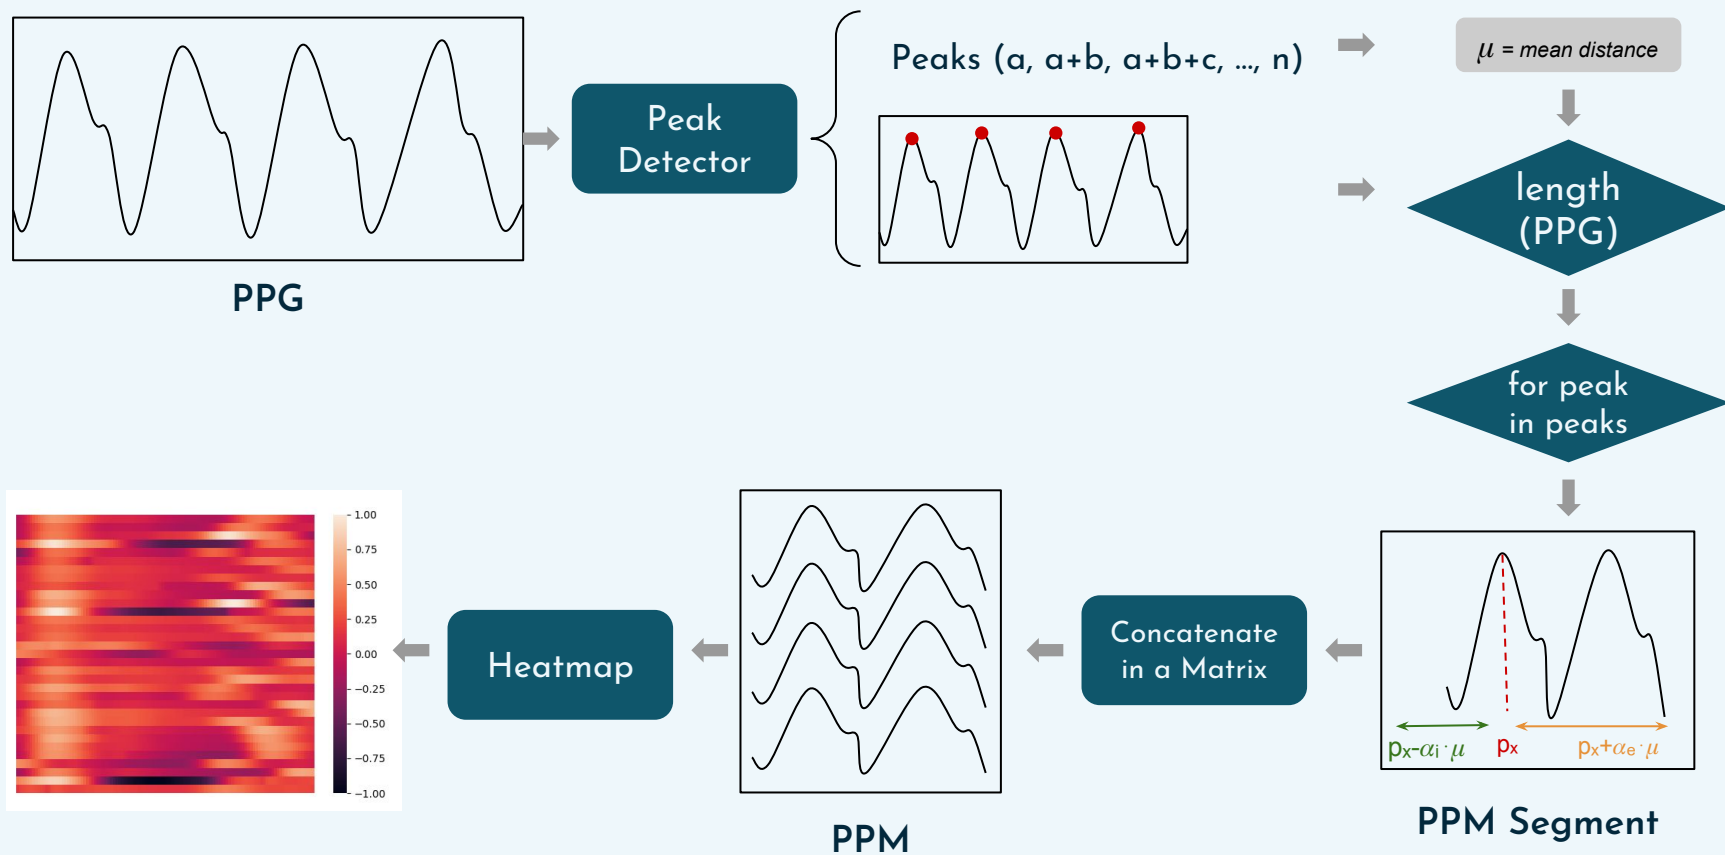 PPG
Peak
Detector
Peaks (a, a+b, a+b+c, ..., n)
μ = mean distance
length
(PPG)
for peak
in peaks
pₓ-αᵢ·μ
pₓ
pₓ+αₑ·μ
PPM Segment
Concatenate
in a Matrix
PPM
Heatmap
1.00
0.75
0.50
0.25
0.00
−0.25
−0.50
−0.75
−1.00